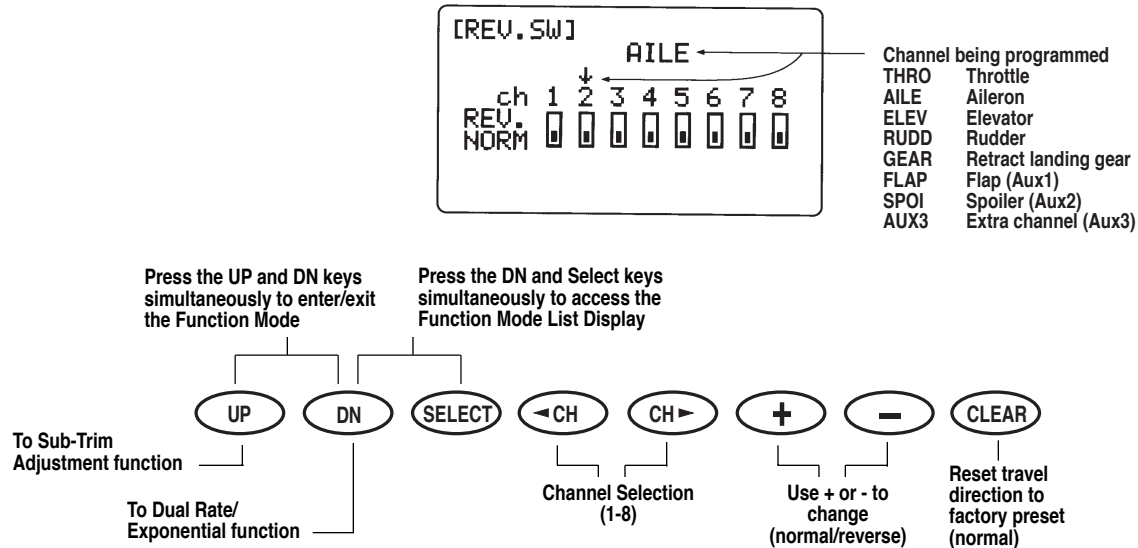 [REV.SW]
AILE
ch 1 2 3 4 5 6 7 8
REV.
NORM
Channel being programmed
THRO Throttle
AILE Aileron
ELEV Elevator
RUDD Rudder
GEAR Retract landing gear
FLAP Flap (Aux1)
SPOI Spoiler (Aux2)
AUX3 Extra channel (Aux3)
Press the UP and DN keys
simultaneously to enter/exit
the Function Mode
Press the DN and Select keys
simultaneously to access the
Function Mode List Display
UP
DN
SELECT
◄CH
CH►
+
–
CLEAR
To Sub-Trim
Adjustment function
To Dual Rate/
Exponential function
Channel Selection
(1-8)
Use + or - to
change
(normal/reverse)
Reset travel
direction to
factory preset
(normal)